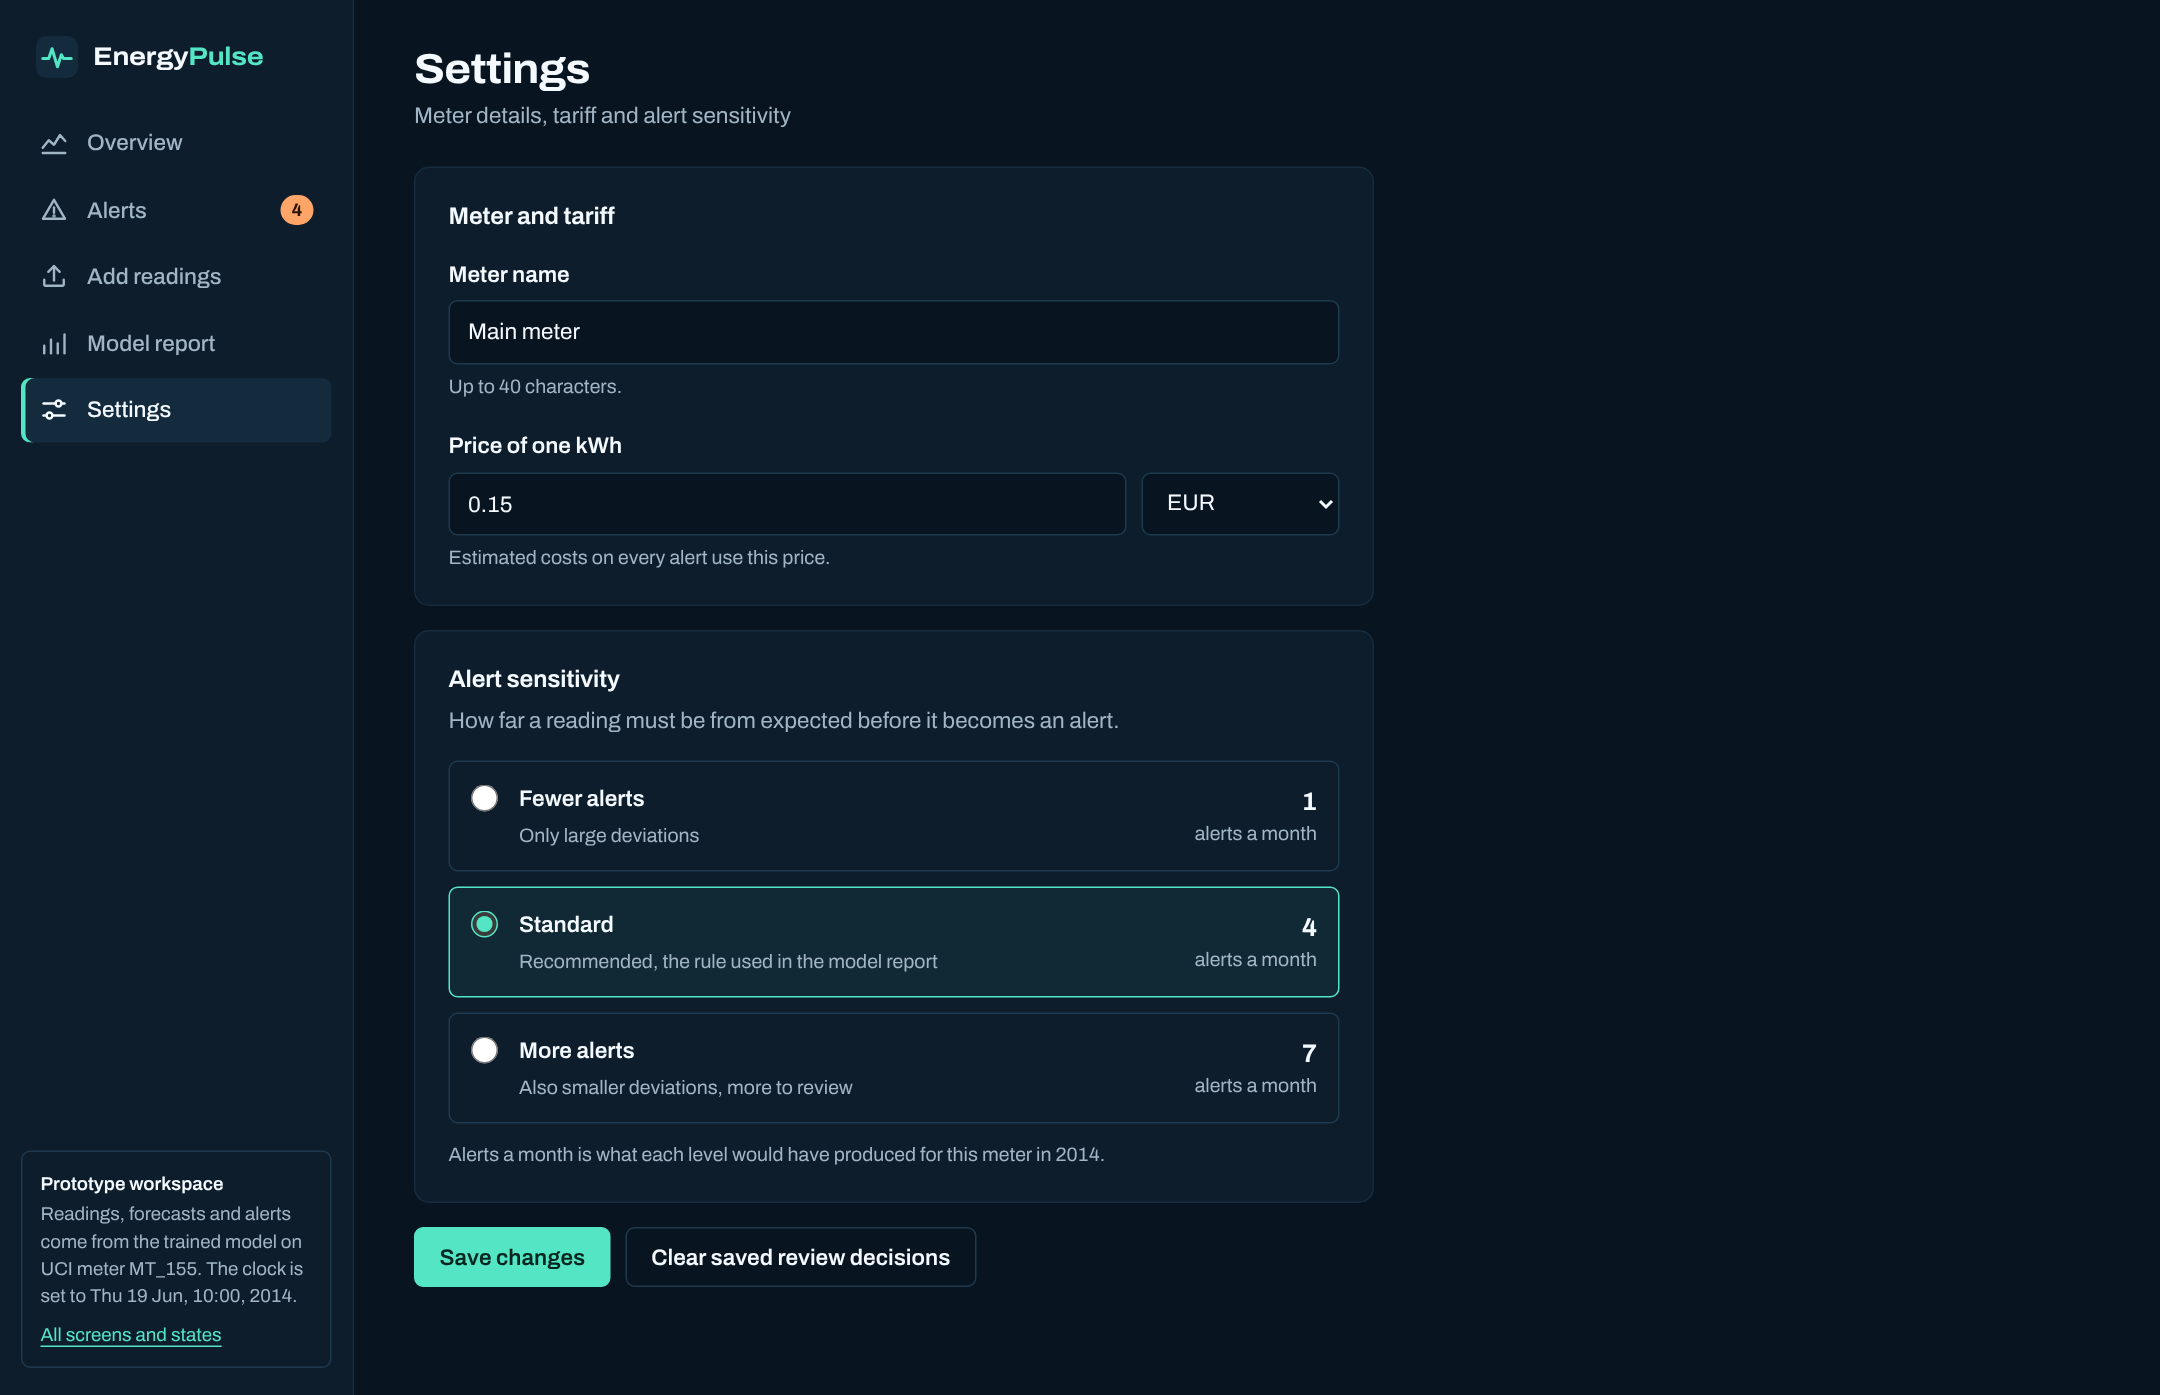 EnergyPulse
Overview
Alerts
4
Add readings
Model report
Settings
Prototype workspace
Readings, forecasts and alerts
come from the trained model on
UCI meter MT_155. The clock is
set to Thu 19 Jun, 10:00, 2014.
All screens and states
Settings
Meter details, tariff and alert sensitivity
Meter and tariff
Meter name
Main meter
Up to 40 characters.
Price of one kWh
0.15
EUR
Estimated costs on every alert use this price.
Alert sensitivity
How far a reading must be from expected before it becomes an alert.
Fewer alerts
1
Only large deviations
alerts a month
Standard
4
Recommended, the rule used in the model report
alerts a month
More alerts
7
Also smaller deviations, more to review
alerts a month
Alerts a month is what each level would have produced for this meter in 2014.
Save changes
Clear saved review decisions